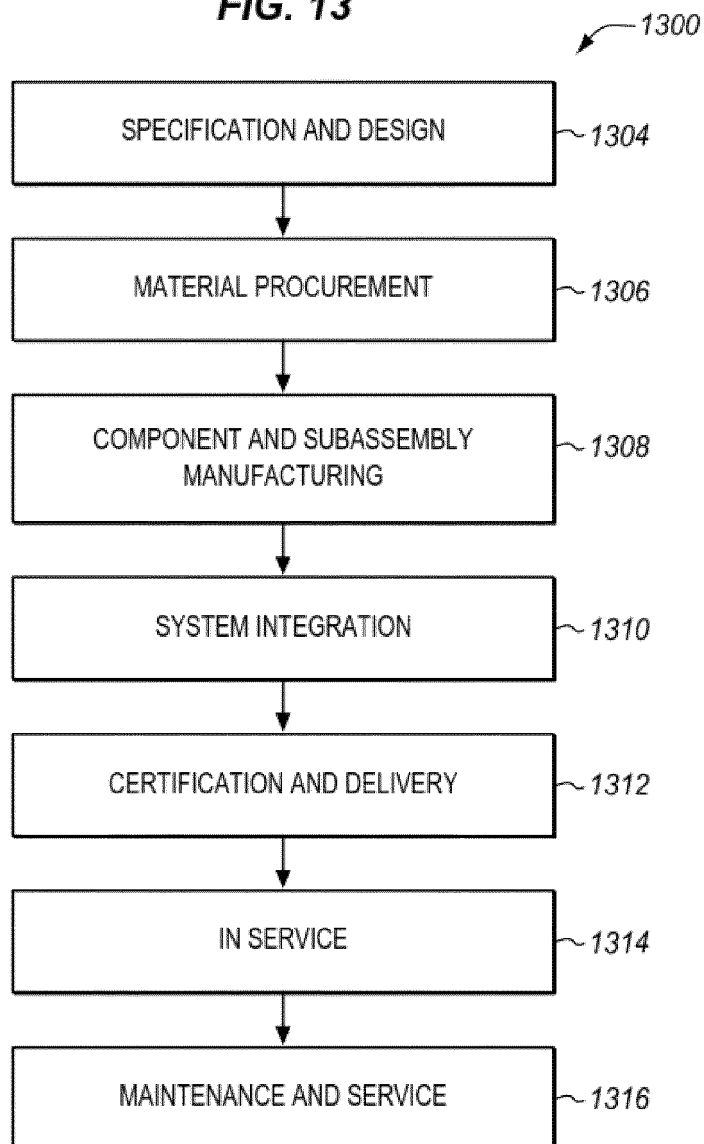 FIG. 13
1300
SPECIFICATION AND DESIGN
1304
MATERIAL PROCUREMENT
1306
COMPONENT AND SUBASSEMBLY
MANUFACTURING
1308
SYSTEM INTEGRATION
1310
CERTIFICATION AND DELIVERY
1312
IN SERVICE
1314
MAINTENANCE AND SERVICE
1316